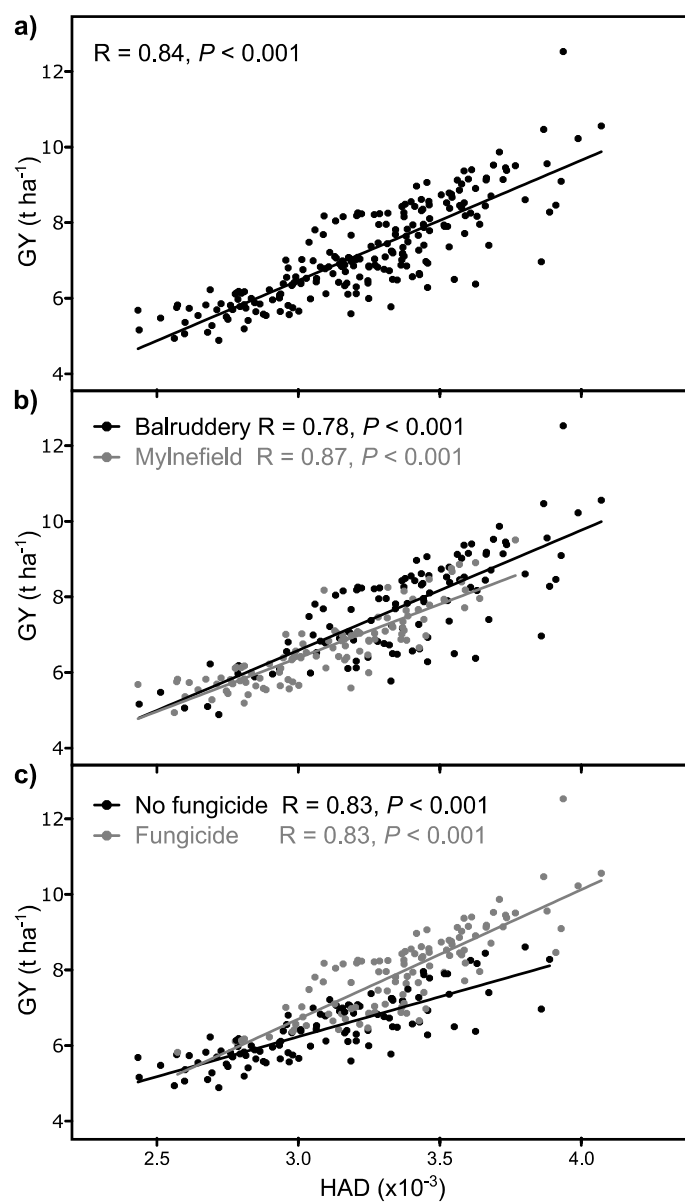 a)
R = 0.84, P < 0.001
12
10
8
6
4
GY (t ha⁻¹)
b)
Balruddery R = 0.78, P < 0.001
Mylnefield R = 0.87, P < 0.001
12
10
8
6
4
GY (t ha⁻¹)
c)
No fungicide R = 0.83, P < 0.001
Fungicide R = 0.83, P < 0.001
12
10
8
6
4
GY (t ha⁻¹)
2.5 3.0 3.5 4.0
HAD (x10⁻³)